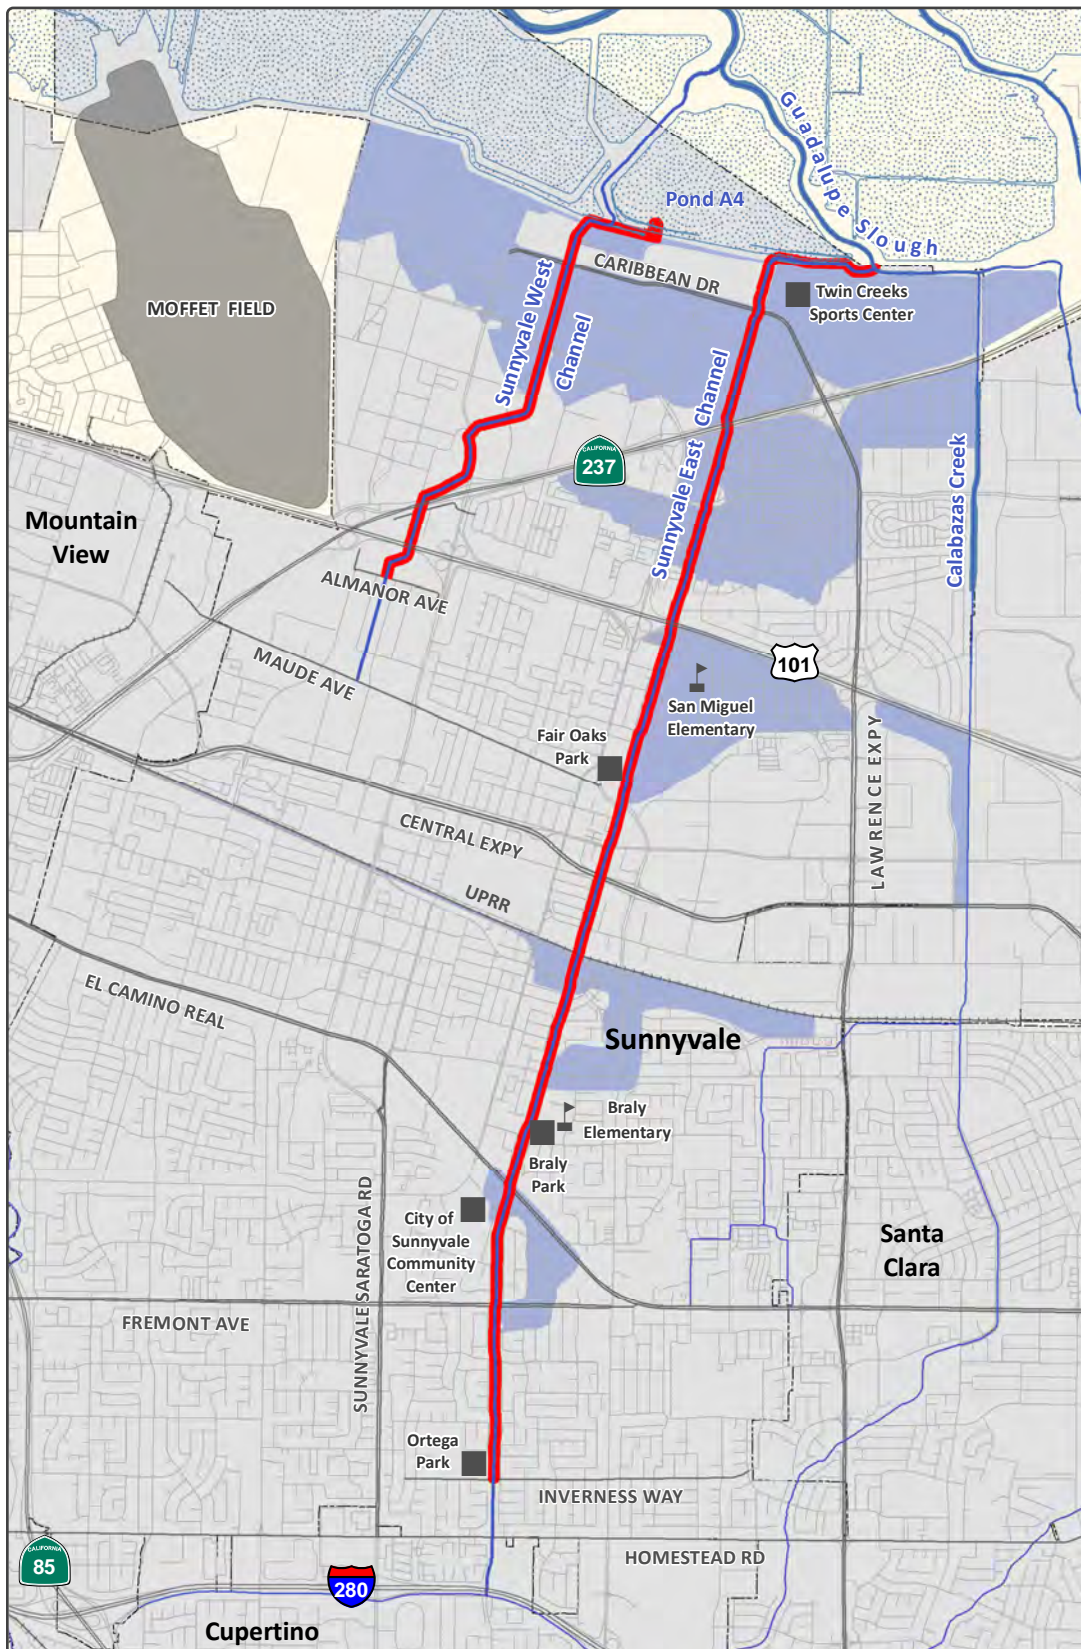 Guadalupe Slough
Pond A4
CARIBBEAN DR
Twin Creeks
Sports Center
MOFFET FIELD
Sunnyvale West
Channel
Sunnyvale East Channel
CALIFORNIA
237
Calabazas Creek
Mountain
View
ALMANOR AVE
MAUDE AVE
101
San Miguel
Elementary
Fair Oaks
Park
LAWRENCE EXPY
CENTRAL EXPY
UPRR
EL CAMINO REAL
Sunnyvale
Braly
Elementary
Braly
Park
SUNNYVALE SARATOGA RD
City of
Sunnyvale
Community
Center
Santa
Clara
FREMONT AVE
Ortega
Park
INVERNESS WAY
HOMESTEAD RD
CALIFORNIA
85
280
Cupertino